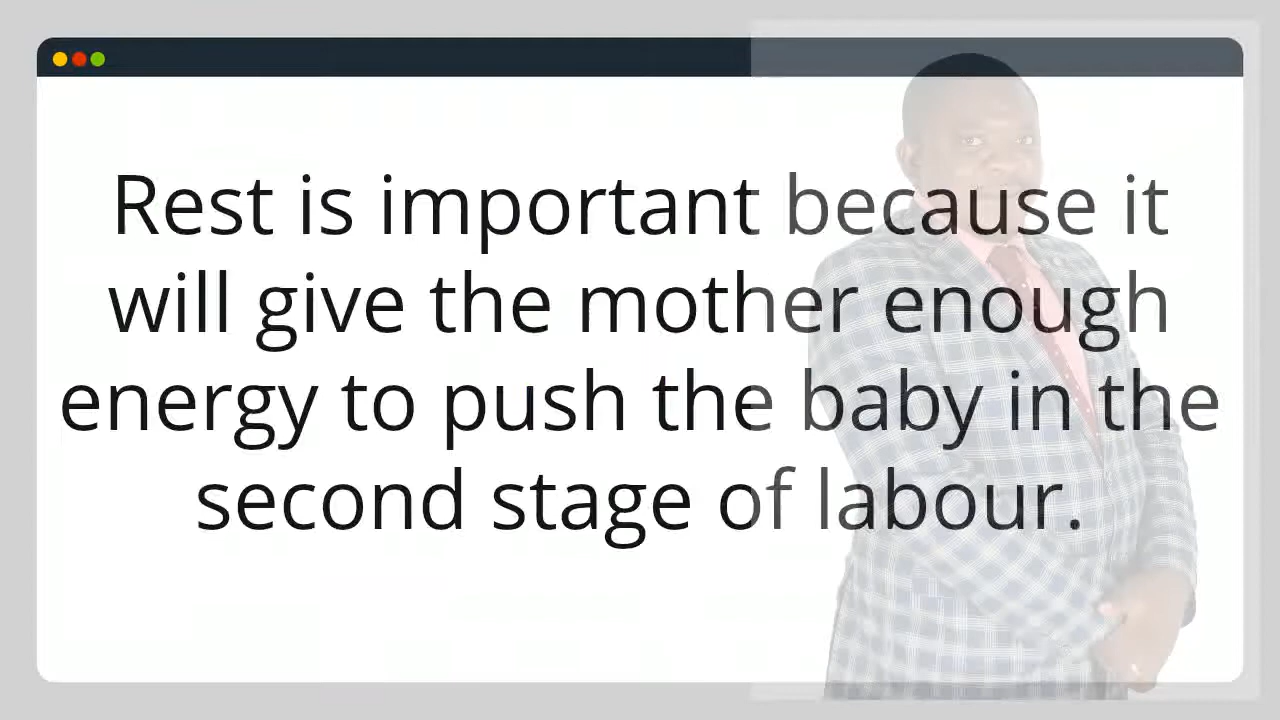 Rest is important because it
will give the mother enough
energy to push the baby in the
second stage of labour.